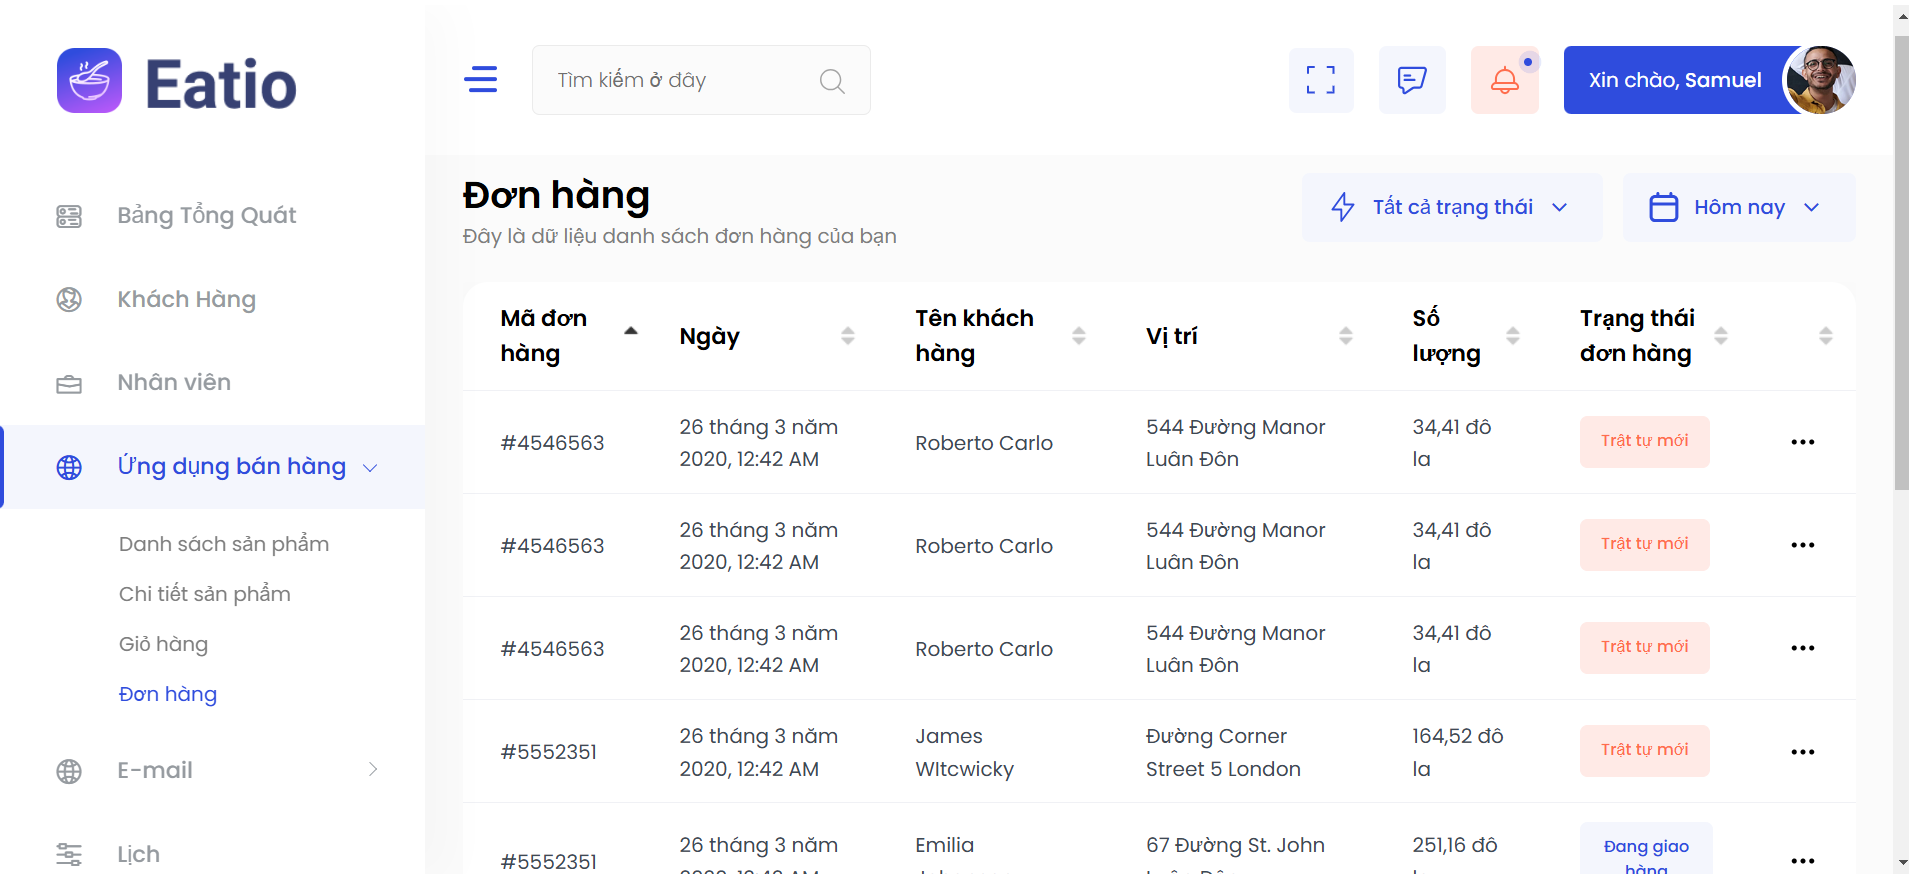 Eatio
Tìm kiếm ở đây
Xin chào, Samuel
Bảng Tổng Quát
Khách Hàng
Nhân viên
Ứng dụng bán hàng
Danh sách sản phẩm
Chi tiết sản phẩm
Giỏ hàng
Đơn hàng
E-mail
Lịch
Đơn hàng
Đây là dữ liệu danh sách đơn hàng của bạn
Tất cả trạng thái
Hôm nay
Mã đơn
hàng
Ngày
Tên khách
hàng
Vị trí
Số
lượng
Trạng thái
đơn hàng
#4546563
26 tháng 3 năm
2020, 12:42 AM
Roberto Carlo
544 Đường Manor
Luân Đôn
34,41 đô
la
Trật tự mới
#4546563
26 tháng 3 năm
2020, 12:42 AM
Roberto Carlo
544 Đường Manor
Luân Đôn
34,41 đô
la
Trật tự mới
#4546563
26 tháng 3 năm
2020, 12:42 AM
Roberto Carlo
544 Đường Manor
Luân Đôn
34,41 đô
la
Trật tự mới
#5552351
26 tháng 3 năm
2020, 12:42 AM
James
WItcwicky
Đường Corner
Street 5 London
164,52 đô
la
Trật tự mới
#5552351
26 tháng 3 năm
Emilia
67 Đường St. John
251,16 đô
Đang giao
hàng